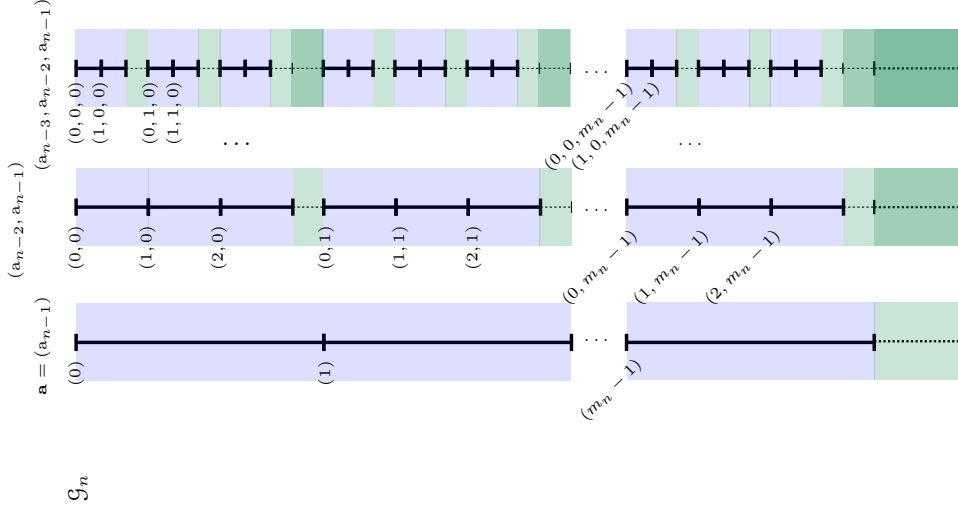 𝒢_n
a = (a_{n−1})
(0)
(1)
...
(m_n − 1)
(a_{n−2}, a_{n−1})
(0, 0)
(1, 0)
(2, 0)
(0, 1)
(1, 1)
(2, 1)
...
(0, m_n − 1)
(1, m_n − 1)
(2, m_n − 1)
(a_{n−3}, a_{n−2}, a_{n−1})
(0, 0, 0)
(1, 0, 0)
(0, 1, 0)
(1, 1, 0)
...
...
(0, 0, m_n − 1)
(1, 0, m_n − 1)
...